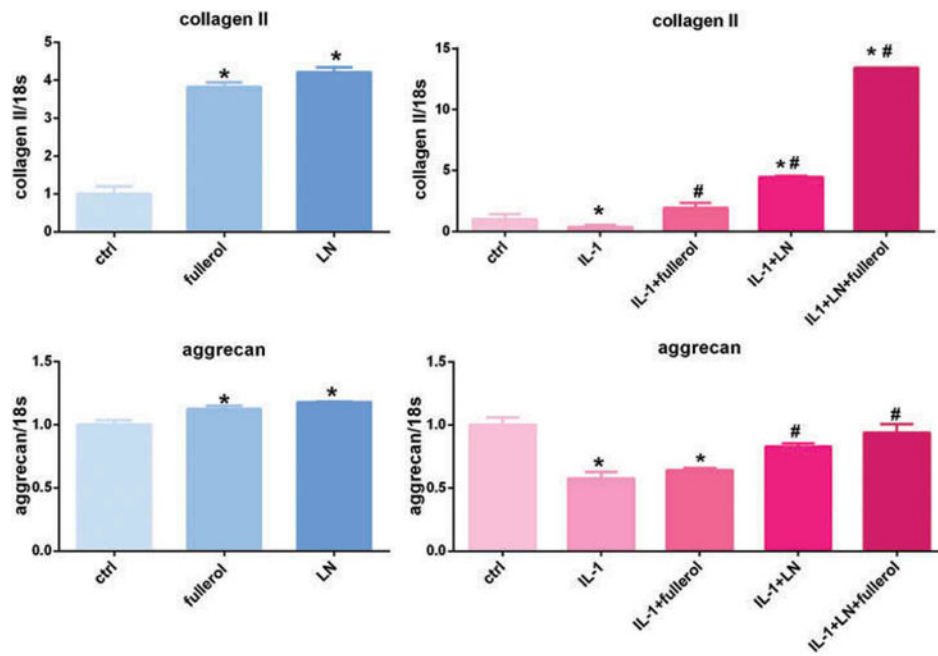 collagen II
collagen II/18s
5
4
3
2
1
0
*
*
ctrl
fullerol
LN
collagen II
collagen II/18s
15
10
5
0
*
#
* #
* #
ctrl
IL-1
IL-1+fullerol
IL-1+LN
IL1+LN+fullerol
aggrecan
aggrecan/18s
1.5
1.0
0.5
0.0
*
*
ctrl
fullerol
LN
aggrecan
aggrecan/18s
1.5
1.0
0.5
0.0
*
*
#
#
ctrl
IL-1
IL-1+fullerol
IL-1+LN
IL-1+LN+fullerol